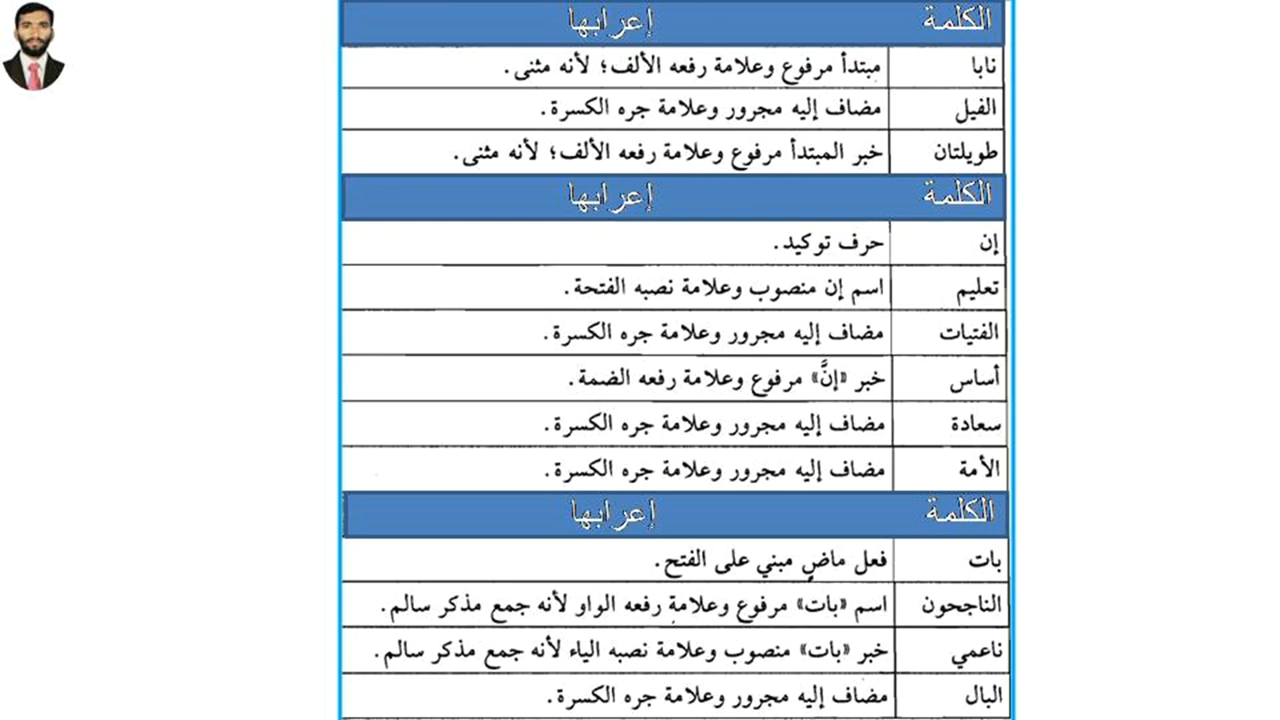 الكلمة إعرابها
نابا مبتدأ مرفوع وعلامة رفعه الألف؛ لأنه مثنى.
الفيل مضاف إليه مجرور وعلامة جره الكسرة.
طويلتان خبر المبتدأ مرفوع وعلامة رفعه الألف؛ لأنه مثنى.
الكلمة إعرابها
إن حرف توكيد.
تعليم اسم إن منصوب وعلامة نصبه الفتحة.
الفتيات مضاف إليه مجرور وعلامة جره الكسرة.
أساس خبر «إنَّ» مرفوع وعلامة رفعه الضمة.
سعادة مضاف إليه مجرور وعلامة جره الكسرة.
الأمة مضاف إليه مجرور وعلامة جره الكسرة.
الكلمة إعرابها
بات فعل ماضٍ مبني على الفتح.
الناجحون اسم «بات» مرفوع وعلامة رفعه الواو لأنه جمع مذكر سالم.
ناعمي خبر «بات» منصوب وعلامة نصبه الياء لأنه جمع مذكر سالم.
البال مضاف إليه مجرور وعلامة جره الكسرة.